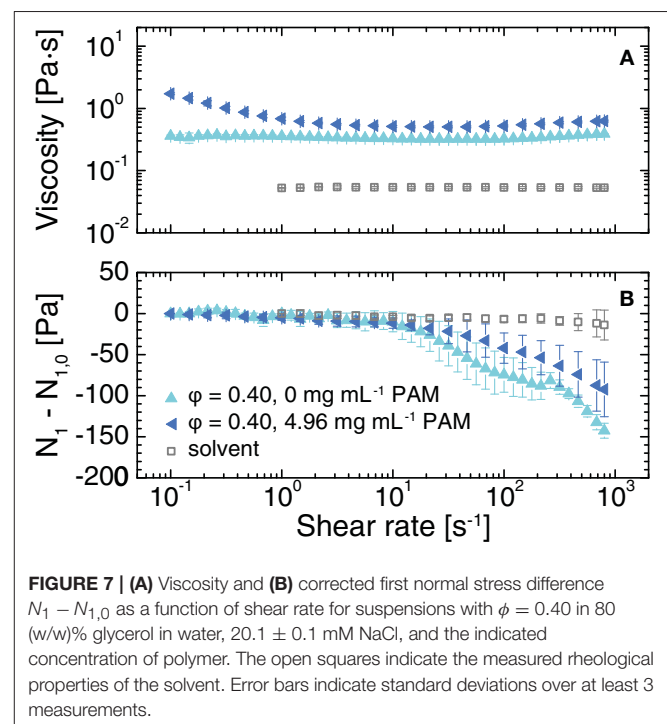 A
Viscosity [Pa·s]
10¹
10⁰
10⁻¹
10⁻²
B
N₁ - N₁,₀ [Pa]
50
0
-50
-100
-150
-200
φ = 0.40, 0 mg mL⁻¹ PAM
φ = 0.40, 4.96 mg mL⁻¹ PAM
solvent
10⁻¹ 10⁰ 10¹ 10² 10³
Shear rate [s⁻¹]
FIGURE 7 | (A) Viscosity and (B) corrected first normal stress difference
N₁ − N₁,₀ as a function of shear rate for suspensions with ϕ = 0.40 in 80
(w/w)% glycerol in water, 20.1 ± 0.1 mM NaCl, and the indicated
concentration of polymer. The open squares indicate the measured rheological
properties of the solvent. Error bars indicate standard deviations over at least 3
measurements.